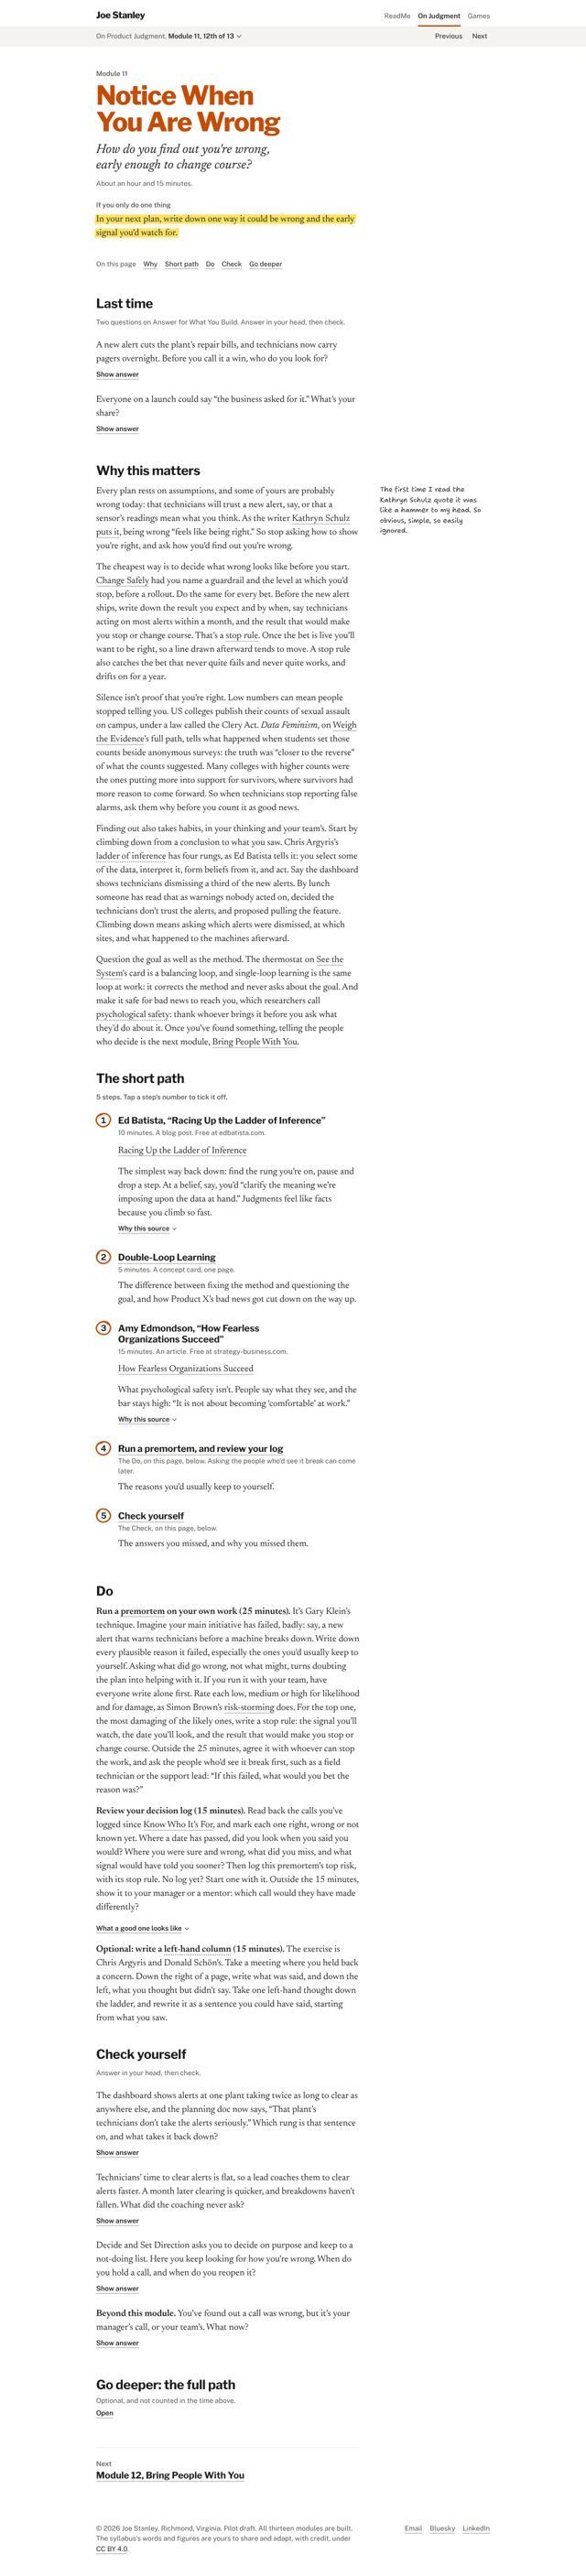 Joe Stanley
ReadMe On Judgment Games
On Product Judgment, Module 11, 12th of 13
Previous Next
Module 11
Notice When
You Are Wrong
How do you find out you're wrong,
early enough to change course?
About an hour and 15 minutes.
If you only do one thing
In your next plan, write down one way it could be wrong and the early
signal you'd watch for.
On this page Why Short path Do Check Go deeper
Last time
Two questions on Answer for What You Build. Answer in your head, then check.
A new alert cuts the plant's repair bills, and technicians now carry
pagers overnight. Before you call it a win, who do you look for?
Show answer
Everyone on a launch could say “the business asked for it.” What's your
share?
Show answer
Why this matters
Every plan rests on assumptions, and some of yours are probably
wrong today: that technicians will trust a new alert, say, or that a
sensor's readings mean what you think. As the writer Kathryn Schulz
puts it, being wrong “feels like being right.” So stop asking how to show
you're right, and ask how you'd find out you're wrong.
The first time I read the
Kathryn Schulz quote it was
like a hammer to my head. So
obvious, simple, so easily
ignored.
The cheapest way is to decide what wrong looks like before you start.
Change Safely had you name a guardrail and the level at which you'd
stop, before a rollout. Do the same for every bet. Before the new alert
ships, write down the result you expect and by when, say technicians
acting on most alerts within a month, and the result that would make
you stop or change course. That's a stop rule. Once the bet is live you'll
want to be right, so a line drawn afterward tends to move. A stop rule
also catches the bet that never quite fails and never quite works, and
drifts on for a year.
Silence isn't proof that you're right. Low numbers can mean people
stopped telling you. US colleges publish their counts of sexual assault
on campus, under a law called the Clery Act. Data Feminism, on Weigh
the Evidence's full path, tells what happened when students set those
counts beside anonymous surveys: the truth was “closer to the reverse”
of what the counts suggested. Many colleges with higher counts were
the ones putting more into support for survivors, where survivors had
more reason to come forward. So when technicians stop reporting false
alarms, ask them why before you count it as good news.
Finding out also takes habits, in your thinking and your team's. Start by
climbing down from a conclusion to what you saw. Chris Argyris's
ladder of inference has four rungs, as Ed Batista tells it: you select some
of the data, interpret it, form beliefs from it, and act. Say the dashboard
shows technicians dismissing a third of the new alerts. By lunch
someone has read that as warnings nobody acted on, decided the
technicians don't trust the alerts, and proposed pulling the feature.
Climbing down means asking which alerts were dismissed, at which
sites, and what happened to the machines afterward.
Question the goal as well as the method. The thermostat on See the
System's card is a balancing loop, and single-loop learning is the same
loop at work: it corrects the method and never asks about the goal. And
make it safe for bad news to reach you, which researchers call
psychological safety: thank whoever brings it before you ask what
they'd do about it. Once you've found something, telling the people
who decide is the next module, Bring People With You.
The short path
5 steps. Tap a step's number to tick it off.
1 Ed Batista, “Racing Up the Ladder of Inference”
10 minutes. A blog post. Free at edbatista.com.
Racing Up the Ladder of Inference
The simplest way back down: find the rung you're on, pause and
drop a step. At a belief, say, you'd “clarify the meaning we're
imposing upon the data at hand.” Judgments feel like facts
because you climb so fast.
Why this source
2 Double-Loop Learning
5 minutes. A concept card, one page.
The difference between fixing the method and questioning the
goal, and how Product X's bad news got cut down on the way up.
3 Amy Edmondson, “How Fearless
Organizations Succeed”
15 minutes. An article. Free at strategy-business.com.
How Fearless Organizations Succeed
What psychological safety isn't. People say what they see, and the
bar stays high: “It is not about becoming ‘comfortable’ at work.”
Why this source
4 Run a premortem, and review your log
The Do, on this page, below. Asking the people who'd see it break can come
later.
The reasons you'd usually keep to yourself.
5 Check yourself
The Check, on this page, below.
The answers you missed, and why you missed them.
Do
Run a premortem on your own work (25 minutes). It's Gary Klein's
technique. Imagine your main initiative has failed, badly: say, a new
alert that warns technicians before a machine breaks down. Write down
every plausible reason it failed, especially the ones you'd usually keep to
yourself. Asking what did go wrong, not what might, turns doubting
the plan into helping with it. If you run it with your team, have
everyone write alone first. Rate each low, medium or high for likelihood
and for damage, as Simon Brown's risk-storming does. For the top one,
the most damaging of the likely ones, write a stop rule: the signal you'll
watch, the date you'll look, and the result that would make you stop or
change course. Outside the 25 minutes, agree it with whoever can stop
the work, and ask the people who'd see it break first, such as a field
technician or the support lead: “If this failed, what would you bet the
reason was?”
Review your decision log (15 minutes). Read back the calls you've
logged since Know Who It's For, and mark each one right, wrong or not
known yet. Where a date has passed, did you look when you said you
would? Where you were sure and wrong, what did you miss, and what
signal would have told you sooner? Then log this premortem's top risk,
with its stop rule. No log yet? Start one with it. Outside the 15 minutes,
show it to your manager or a mentor: which call would they have made
differently?
What a good one looks like
Optional: write a left-hand column (15 minutes). The exercise is
Chris Argyris and Donald Schön's. Take a meeting where you held back
a concern. Down the right of a page, write what was said, and down the
left, what you thought but didn't say. Take one left-hand thought down
the ladder, and rewrite it as a sentence you could have said, starting
from what you saw.
Check yourself
Answer in your head, then check.
The dashboard shows alerts at one plant taking twice as long to clear as
anywhere else, and the planning doc now says, “That plant's
technicians don't take the alerts seriously.” Which rung is that sentence
on, and what takes it back down?
Show answer
Technicians' time to clear alerts is flat, so a lead coaches them to clear
alerts faster. A month later clearing is quicker, and breakdowns haven't
fallen. What did the coaching never ask?
Show answer
Decide and Set Direction asks you to decide on purpose and keep to a
not-doing list. Here you keep looking for how you're wrong. When do
you hold a call, and when do you reopen it?
Show answer
Beyond this module. You've found out a call was wrong, but it's your
manager's call, or your team's. What now?
Show answer
Go deeper: the full path
Optional, and not counted in the time above.
Open
Next
Module 12, Bring People With You
© 2026 Joe Stanley, Richmond, Virginia. Pilot draft. All thirteen modules are built.
The syllabus's words and figures are yours to share and adapt, with credit, under
CC BY 4.0.
Email Bluesky LinkedIn